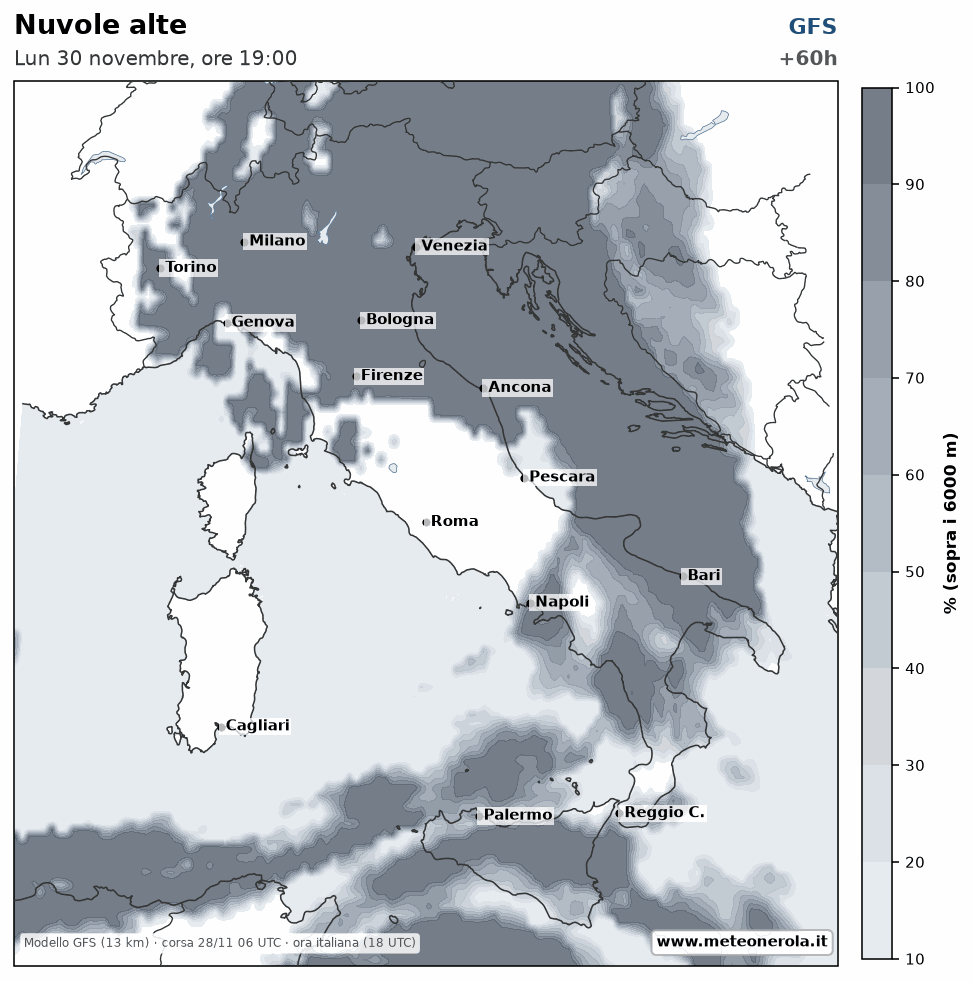 Nuvole alte
GFS
Lun 30 novembre, ore 19:00
+60h
Milano
Venezia
Torino
Genova
Bologna
Firenze
Ancona
Pescara
Roma
Bari
Napoli
Cagliari
Palermo
Reggio C.
100
90
80
70
60
50
40
30
20
10
% (sopra i 6000 m)
Modello GFS (13 km) · corsa 28/11 06 UTC · ora italiana (18 UTC)
www.meteonerola.it